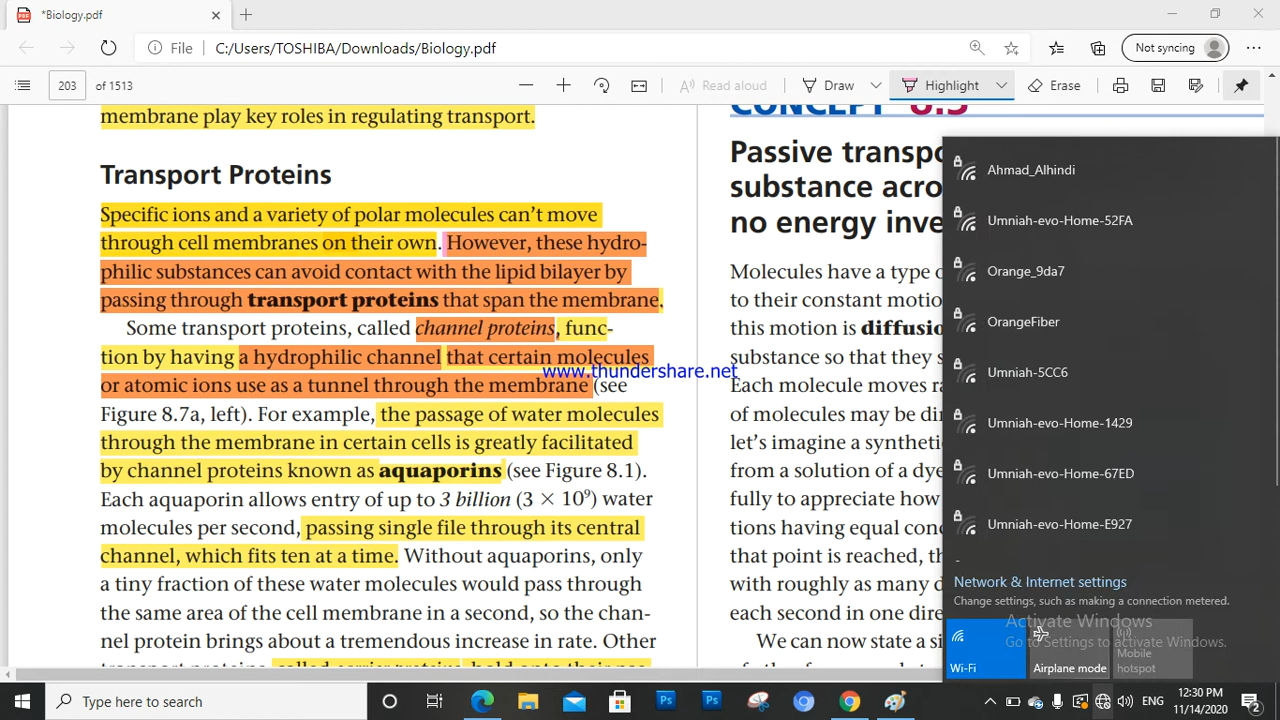 *Biology.pdf
File
C:/Users/TOSHIBA/Downloads/Biology.pdf
Not syncing
203
of 1513
Read aloud
Draw
Highlight
Erase
membrane play key roles in regulating transport.
Transport Proteins
Specific ions and a variety of polar molecules can't move
through cell membranes on their own. However, these hydro-
philic substances can avoid contact with the lipid bilayer by
passing through transport proteins that span the membrane.
Some transport proteins, called channel proteins, func-
tion by having a hydrophilic channel that certain molecules
or atomic ions use as a tunnel through the membrane (see
Figure 8.7a, left). For example, the passage of water molecules
through the membrane in certain cells is greatly facilitated
by channel proteins known as aquaporins (see Figure 8.1).
Each aquaporin allows entry of up to 3 billion (3 × 10⁹) water
molecules per second, passing single file through its central
channel, which fits ten at a time. Without aquaporins, only
a tiny fraction of these water molecules would pass through
the same area of the cell membrane in a second, so the chan-
nel protein brings about a tremendous increase in rate. Other
transport proteins, called carrier proteins, hold onto their pas-
www.thundershare.net
CONCEPT 8.3
Passive transpo
substance acro
no energy inve
Molecules have a type o
to their constant motio
this motion is diffusio
substance so that they s
Each molecule moves ra
of molecules may be di
let's imagine a synthetic
from a solution of a dye
fully to appreciate how
tions having equal conc
that point is reached, th
with roughly as many d
each second in one dire
We can now state a si
Ahmad_Alhindi
Umniah-evo-Home-52FA
Orange_9da7
OrangeFiber
Umniah-5CC6
Umniah-evo-Home-1429
Umniah-evo-Home-67ED
Umniah-evo-Home-E927
Network & Internet settings
Change settings, such as making a connection metered.
Activate Windows
Go to Settings to activate Windows.
Wi-Fi
Airplane mode
Mobile
hotspot
Type here to search
ENG
12:30 PM
11/14/2020
2